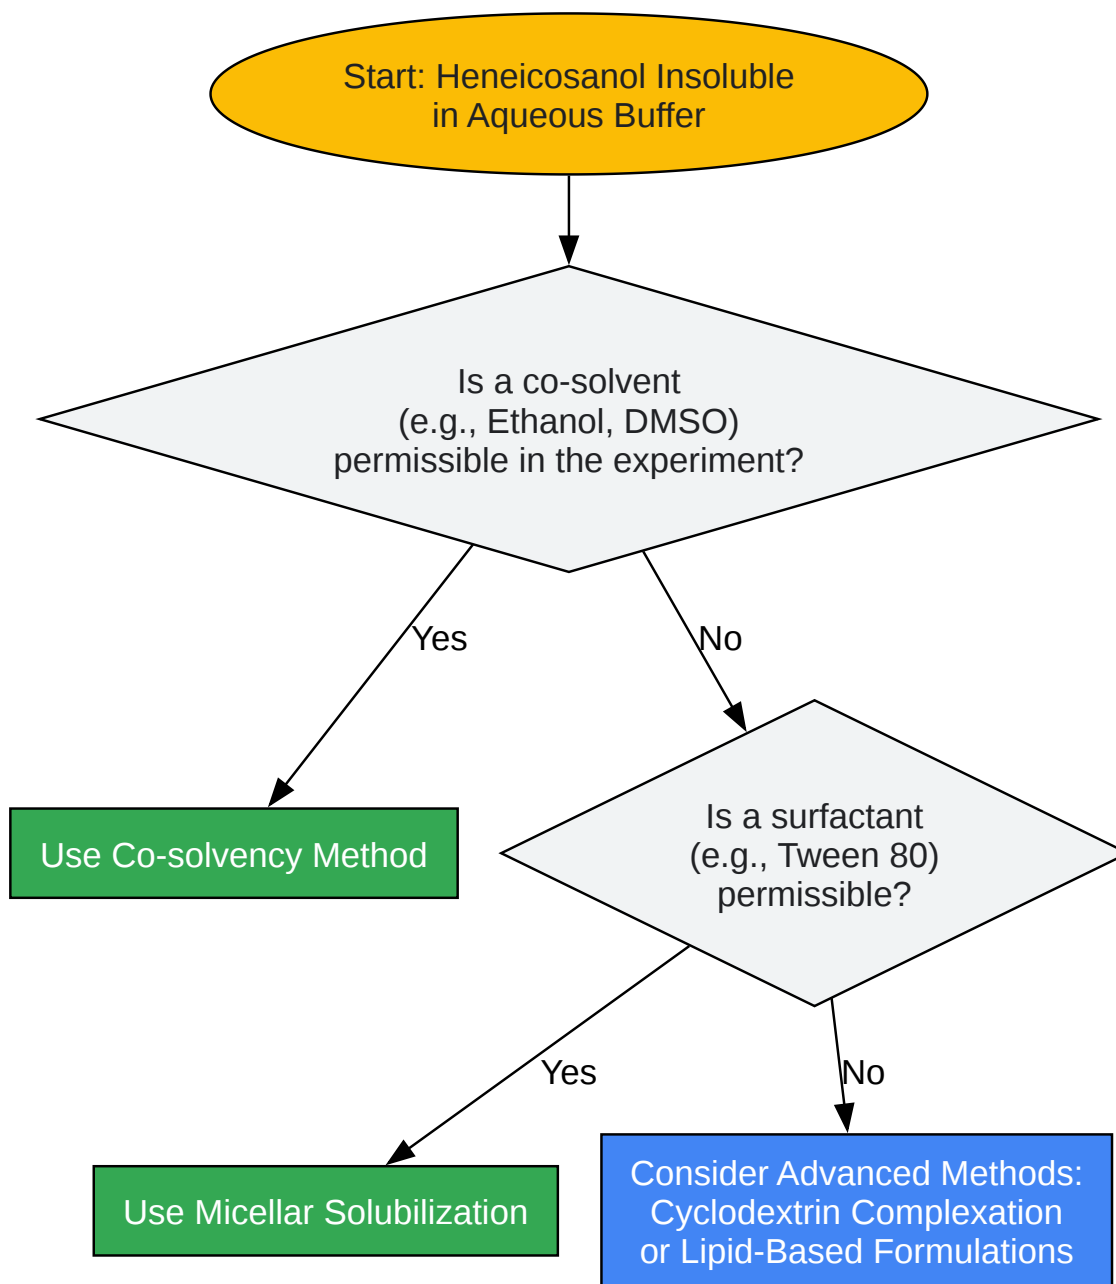 Start: Heneicosanol Insoluble
in Aqueous Buffer
Is a co-solvent
(e.g., Ethanol, DMSO)
permissible in the experiment?
Yes
No
Use Co-solvency Method
Is a surfactant
(e.g., Tween 80)
permissible?
Yes
No
Use Micellar Solubilization
Consider Advanced Methods:
Cyclodextrin Complexation
or Lipid-Based Formulations